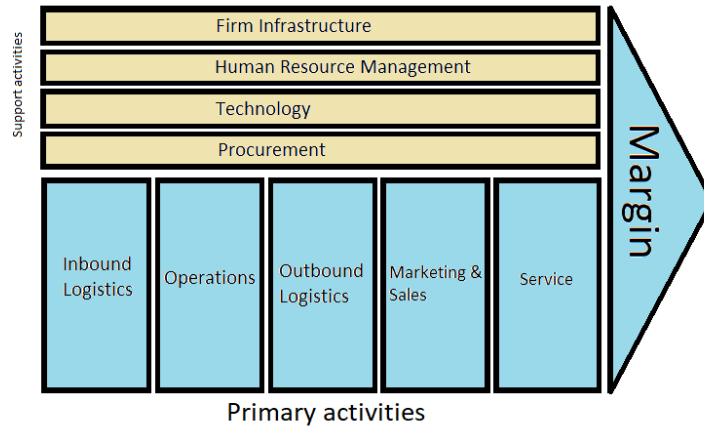 Support activities
Firm Infrastructure
Human Resource Management
Technology
Procurement
Inbound
Logistics
Operations
Outbound
Logistics
Marketing &
Sales
Service
Margin
Primary activities